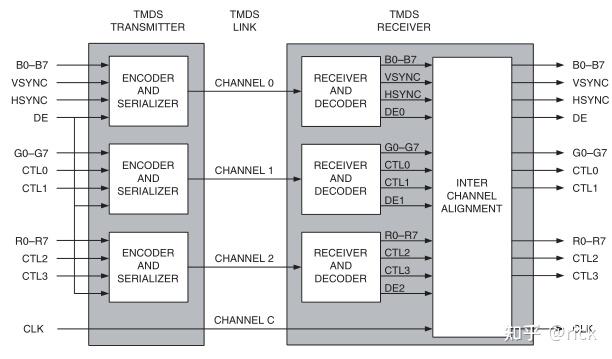 TMDS TRANSMITTER
TMDS LINK
TMDS RECEIVER
B0–B7
VSYNC
HSYNC
DE
ENCODER AND SERIALIZER
CHANNEL 0
RECEIVER AND DECODER
B0–B7
VSYNC
HSYNC
DE0
B0–B7
VSYNC
HSYNC
DE
G0–G7
CTL0
CTL1
ENCODER AND SERIALIZER
CHANNEL 1
RECEIVER AND DECODER
G0–G7
CTL0
CTL1
DE1
INTER CHANNEL ALIGNMENT
G0–G7
CTL0
CTL1
R0–R7
CTL2
CTL3
ENCODER AND SERIALIZER
CHANNEL 2
RECEIVER AND DECODER
R0–R7
CTL2
CTL3
DE2
R0–R7
CTL2
CTL3
CLK
CHANNEL C
CLK
知乎 @rick